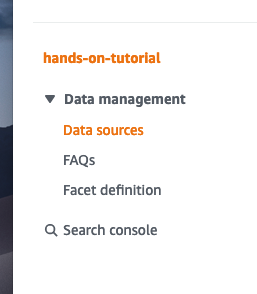 hands-on-tutorial
Data management
Data sources
FAQs
Facet definition
Search console